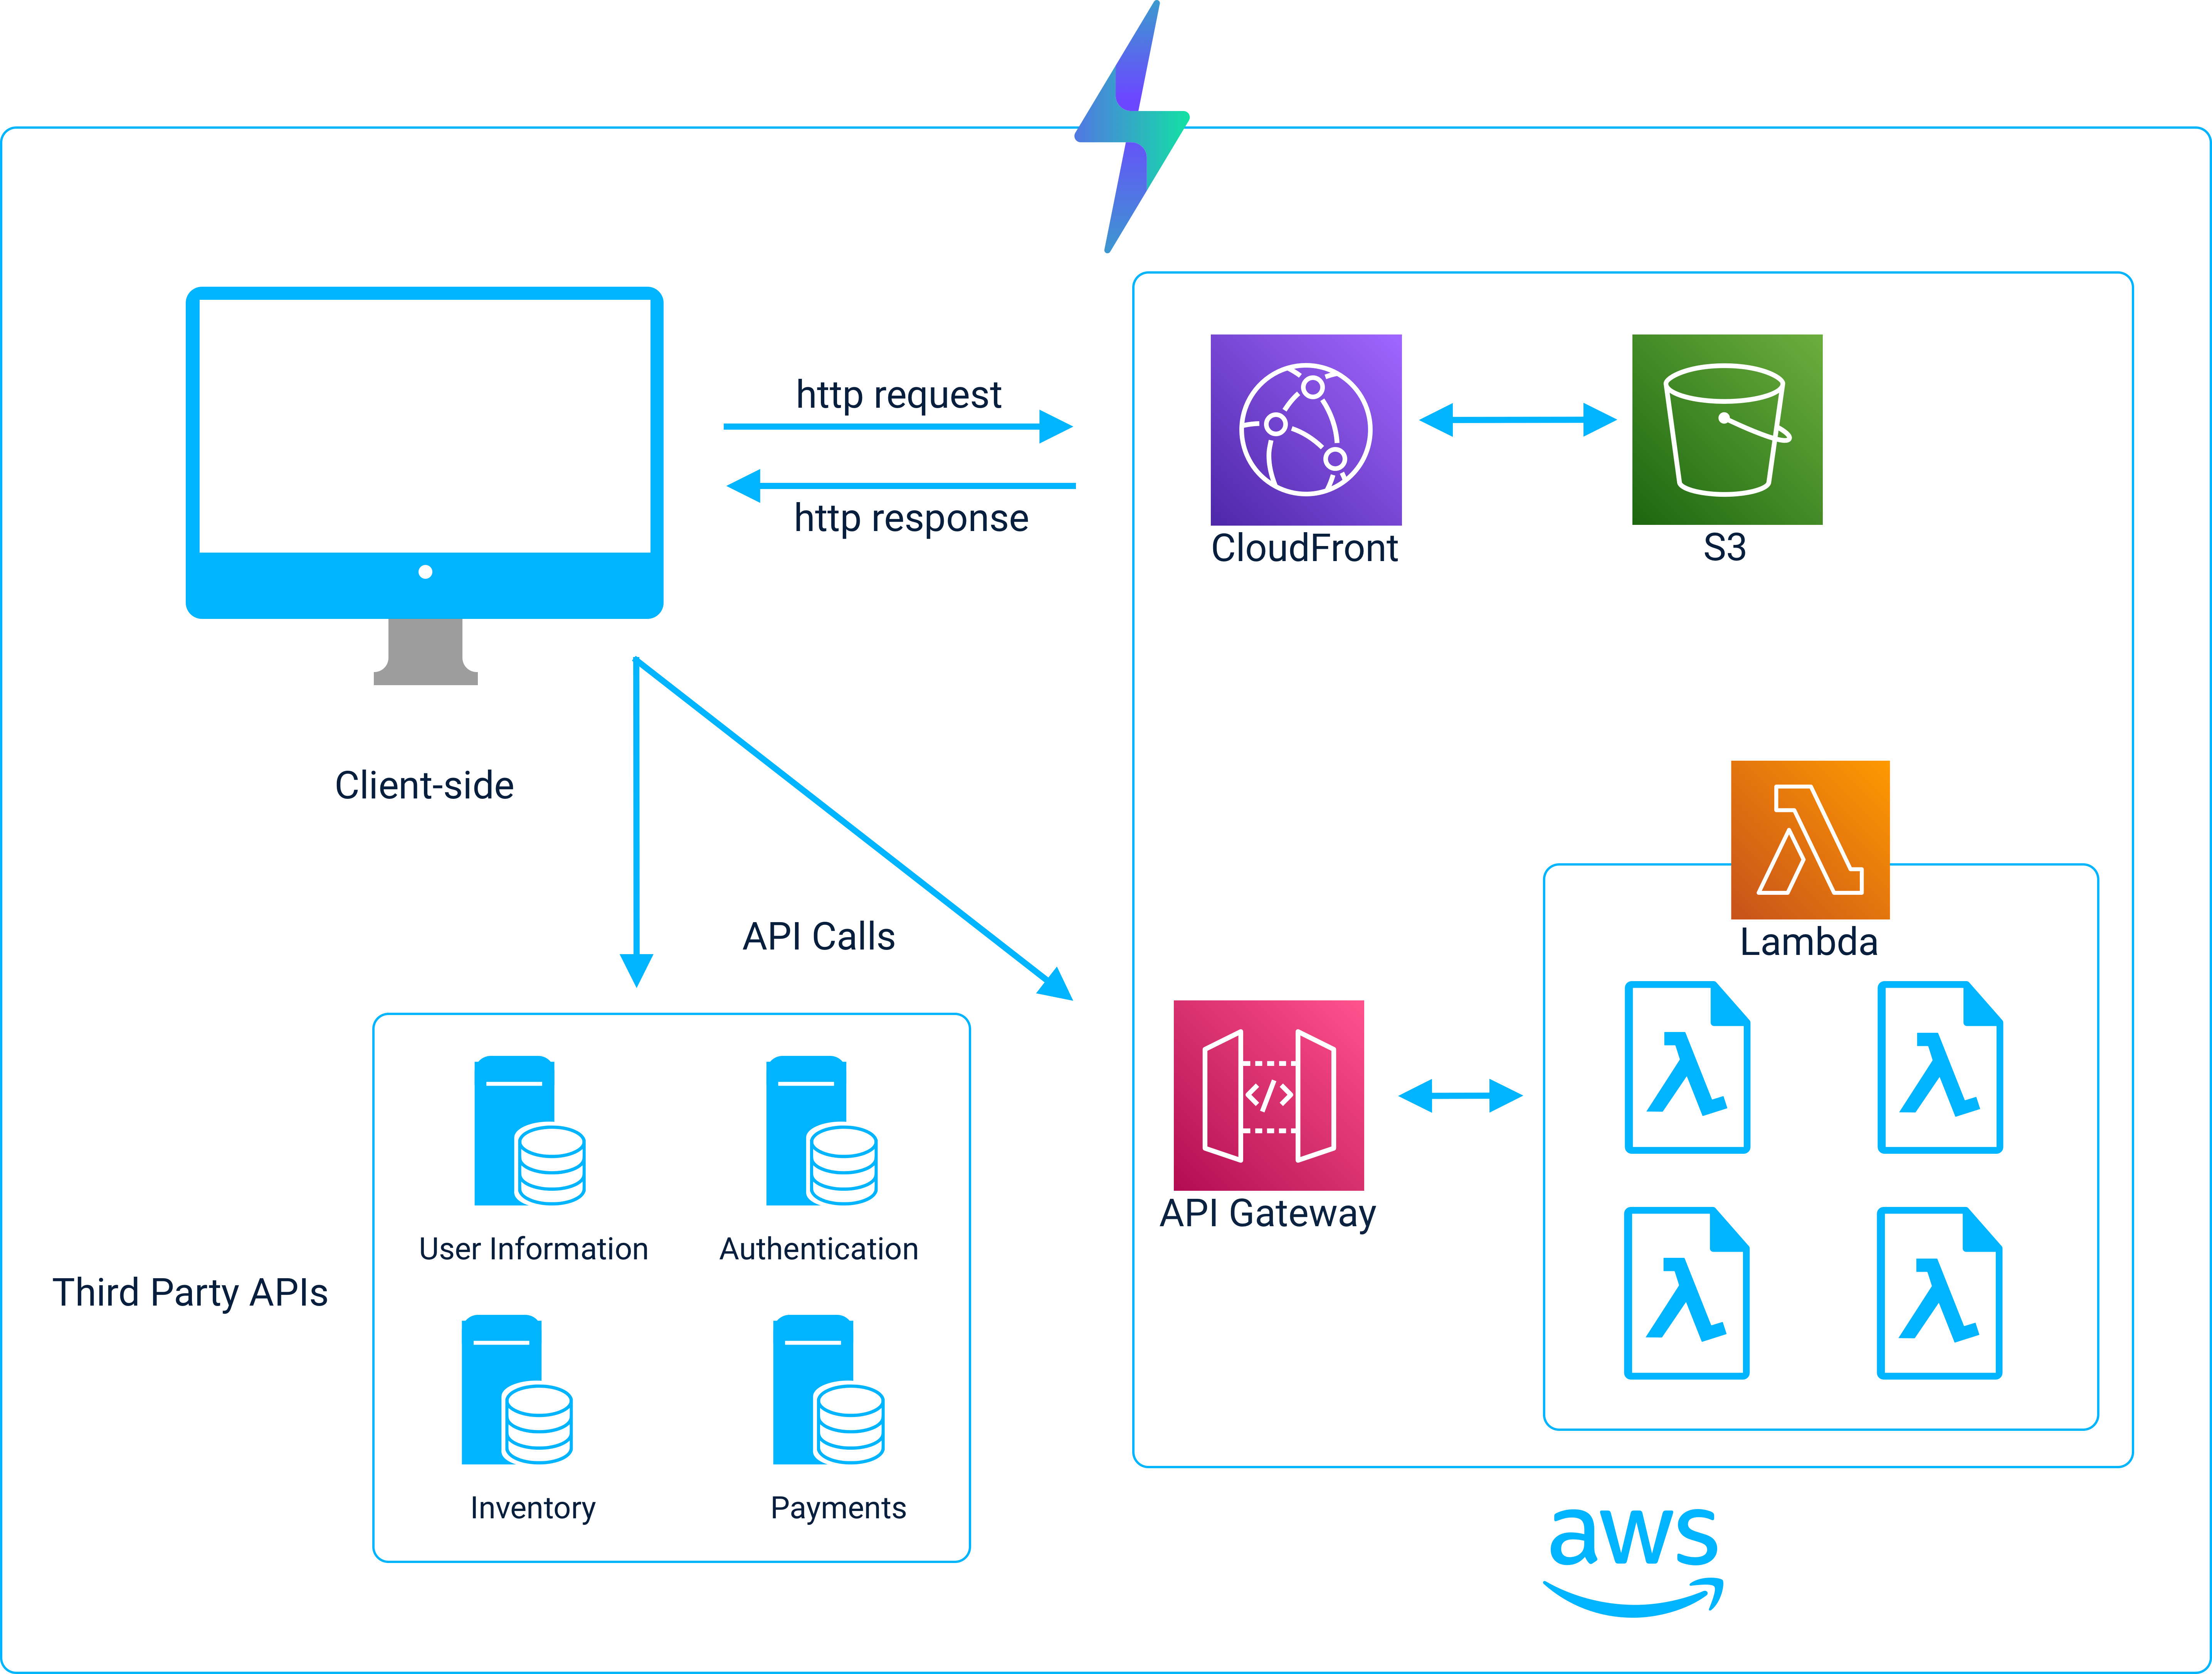 http request
http response
CloudFront
S3
Client-side
Lambda
API Calls
API Gateway
User Information
Authentication
Third Party APIs
Inventory
Payments
aws